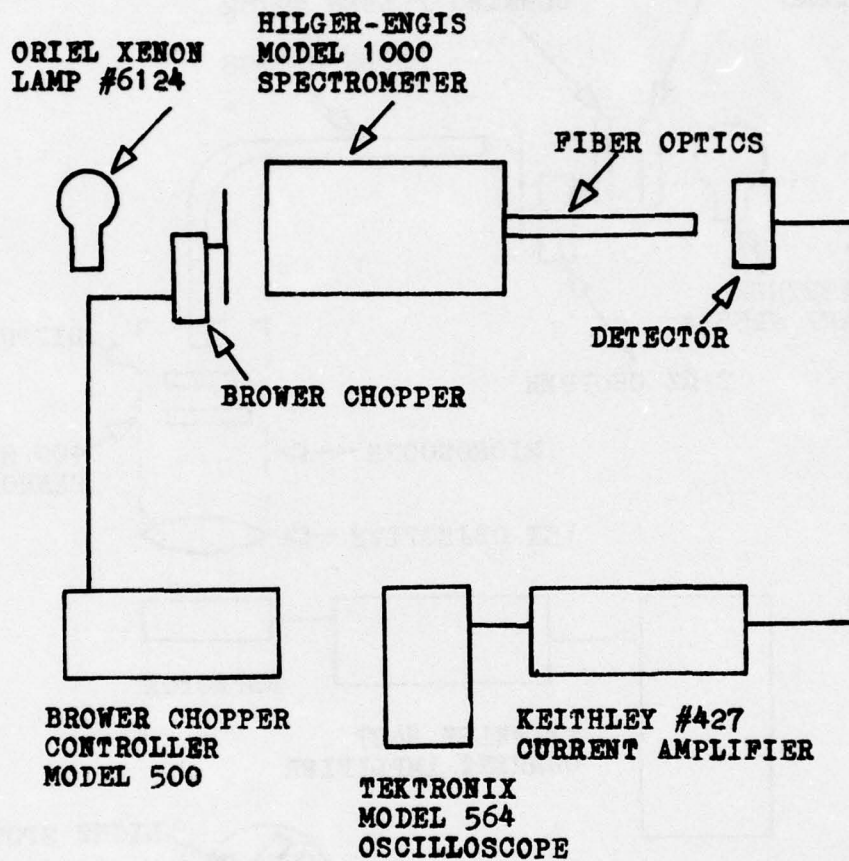 ORIEL XENON
LAMP #6124
HILGER-ENGIS
MODEL 1000
SPECTROMETER
FIBER OPTICS
DETECTOR
BROWER CHOPPER
BROWER CHOPPER
CONTROLLER
MODEL 500
TEKTRONIX
MODEL 564
OSCILLOSCOPE
KEITHLEY #427
CURRENT AMPLIFIER